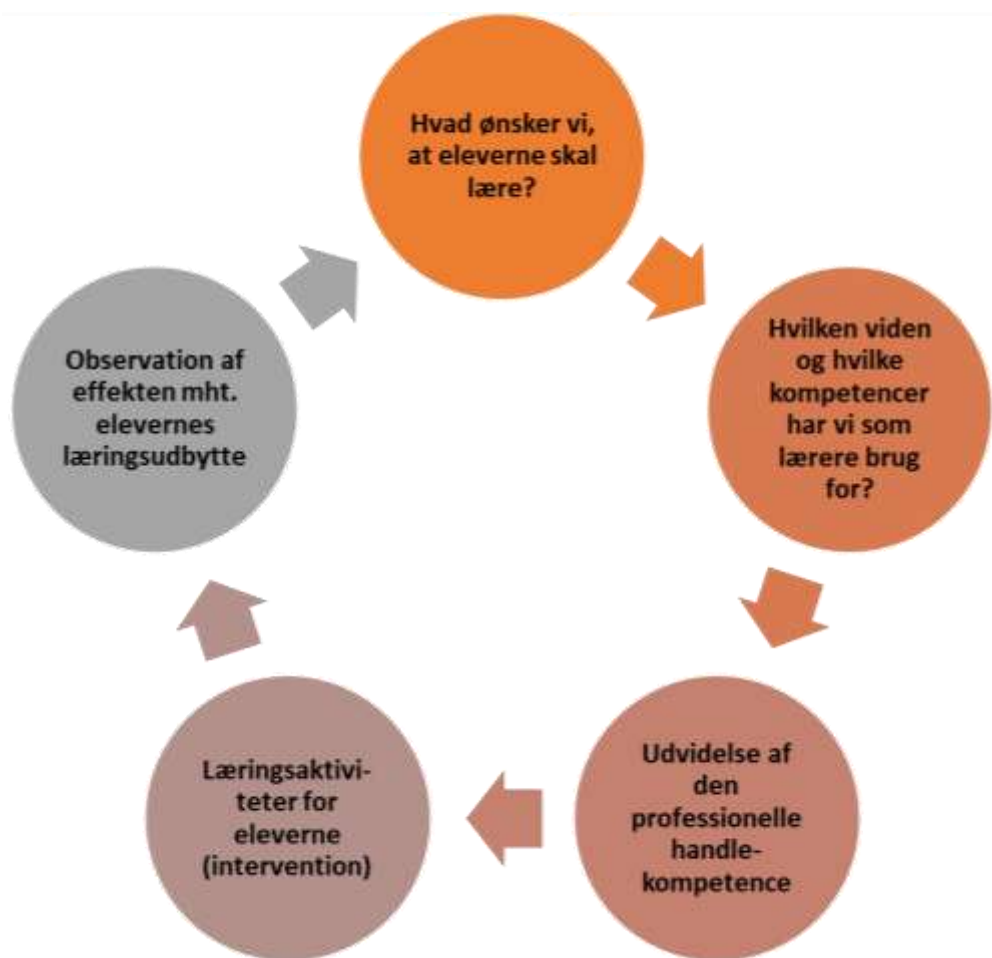 Hvad ønsker vi,
at eleverne skal
lære?
Hvilken viden
og hvilke
kompetencer
har vi som
lærere brug
for?
Udvidelse af
den
professionelle
handle-
kompetence
Læringsaktivi-
teter for
eleverne
(intervention)
Observation af
effekten mht.
elevernes
læringsudbytte